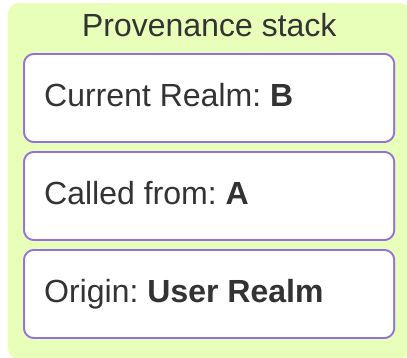 Provenance stack
Current Realm: B
Called from: A
Origin: User Realm